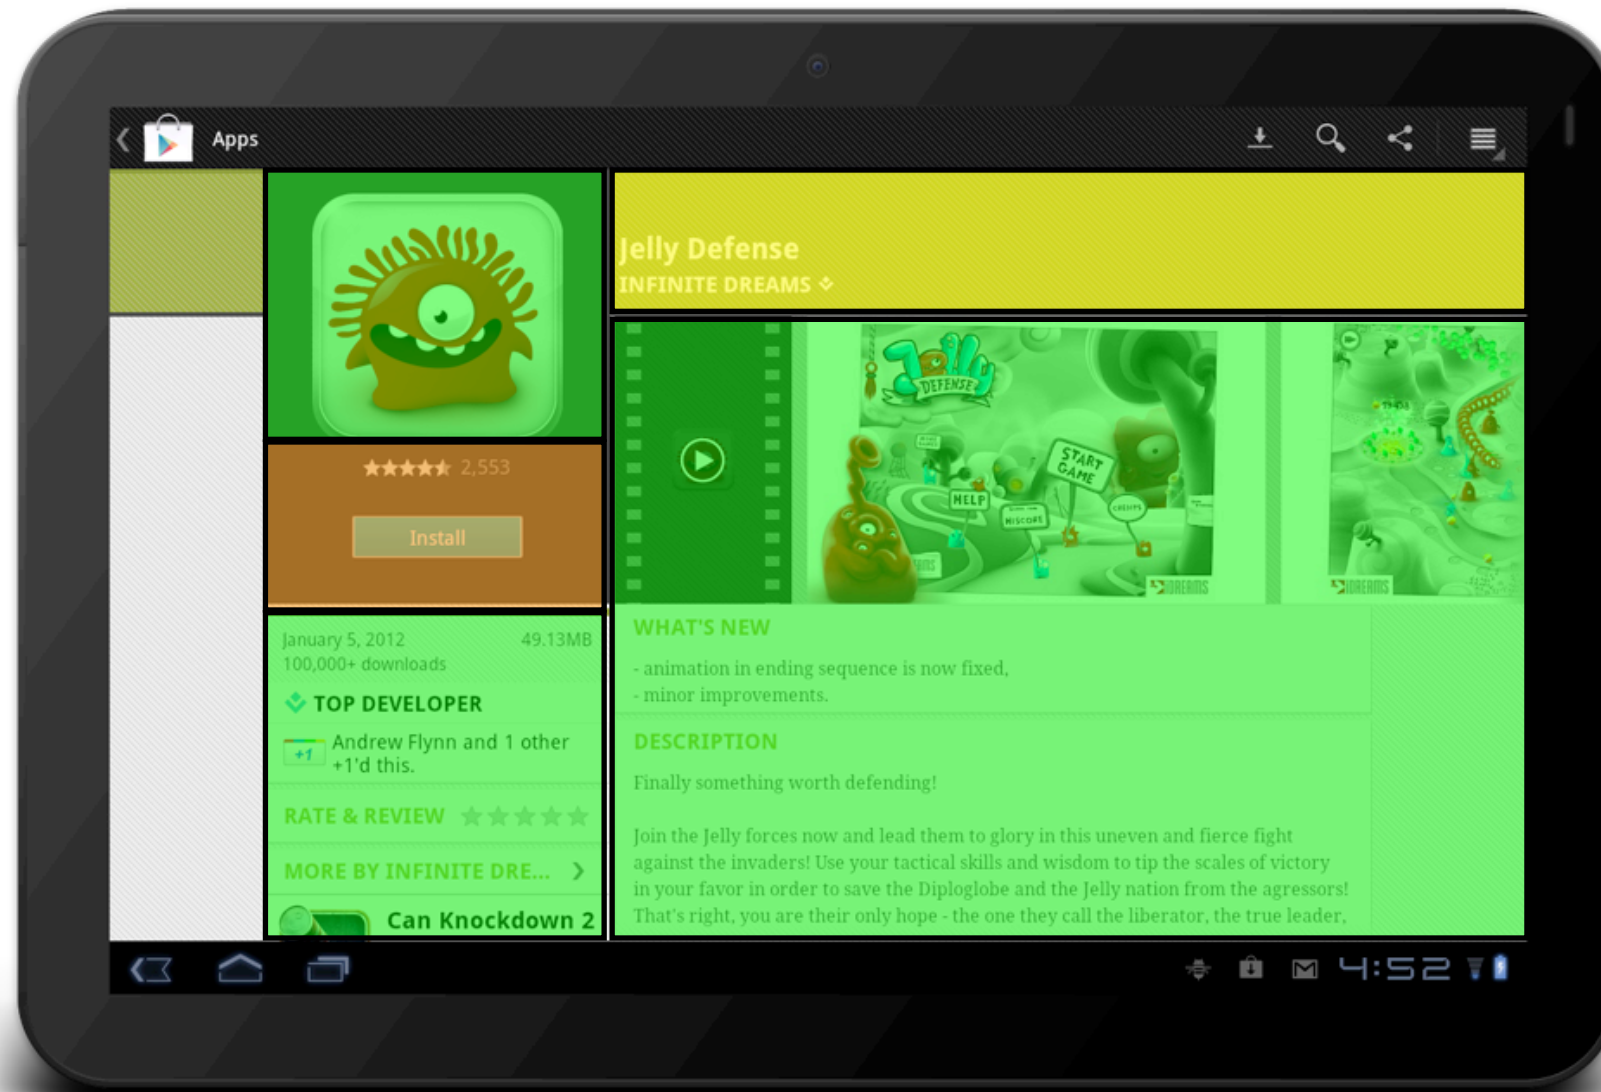 Apps
Jelly Defense
INFINITE DREAMS
2,553
Install
January 5, 2012 49.13MB
100,000+ downloads
TOP DEVELOPER
+1 Andrew Flynn and 1 other
+1'd this.
RATE & REVIEW
MORE BY INFINITE DRE...
Can Knockdown 2
Jelly
DEFENSE
START
GAME
HELP
HISCORE
CREDITS
DREAMS
DREAMS
WHAT'S NEW
- animation in ending sequence is now fixed,
- minor improvements.
DESCRIPTION
Finally something worth defending!
Join the Jelly forces now and lead them to glory in this uneven and fierce fight
against the invaders! Use your tactical skills and wisdom to tip the scales of victory
in your favor in order to save the Diploglobe and the Jelly nation from the agressors!
That's right, you are their only hope - the one they call the liberator, the true leader,
4:52